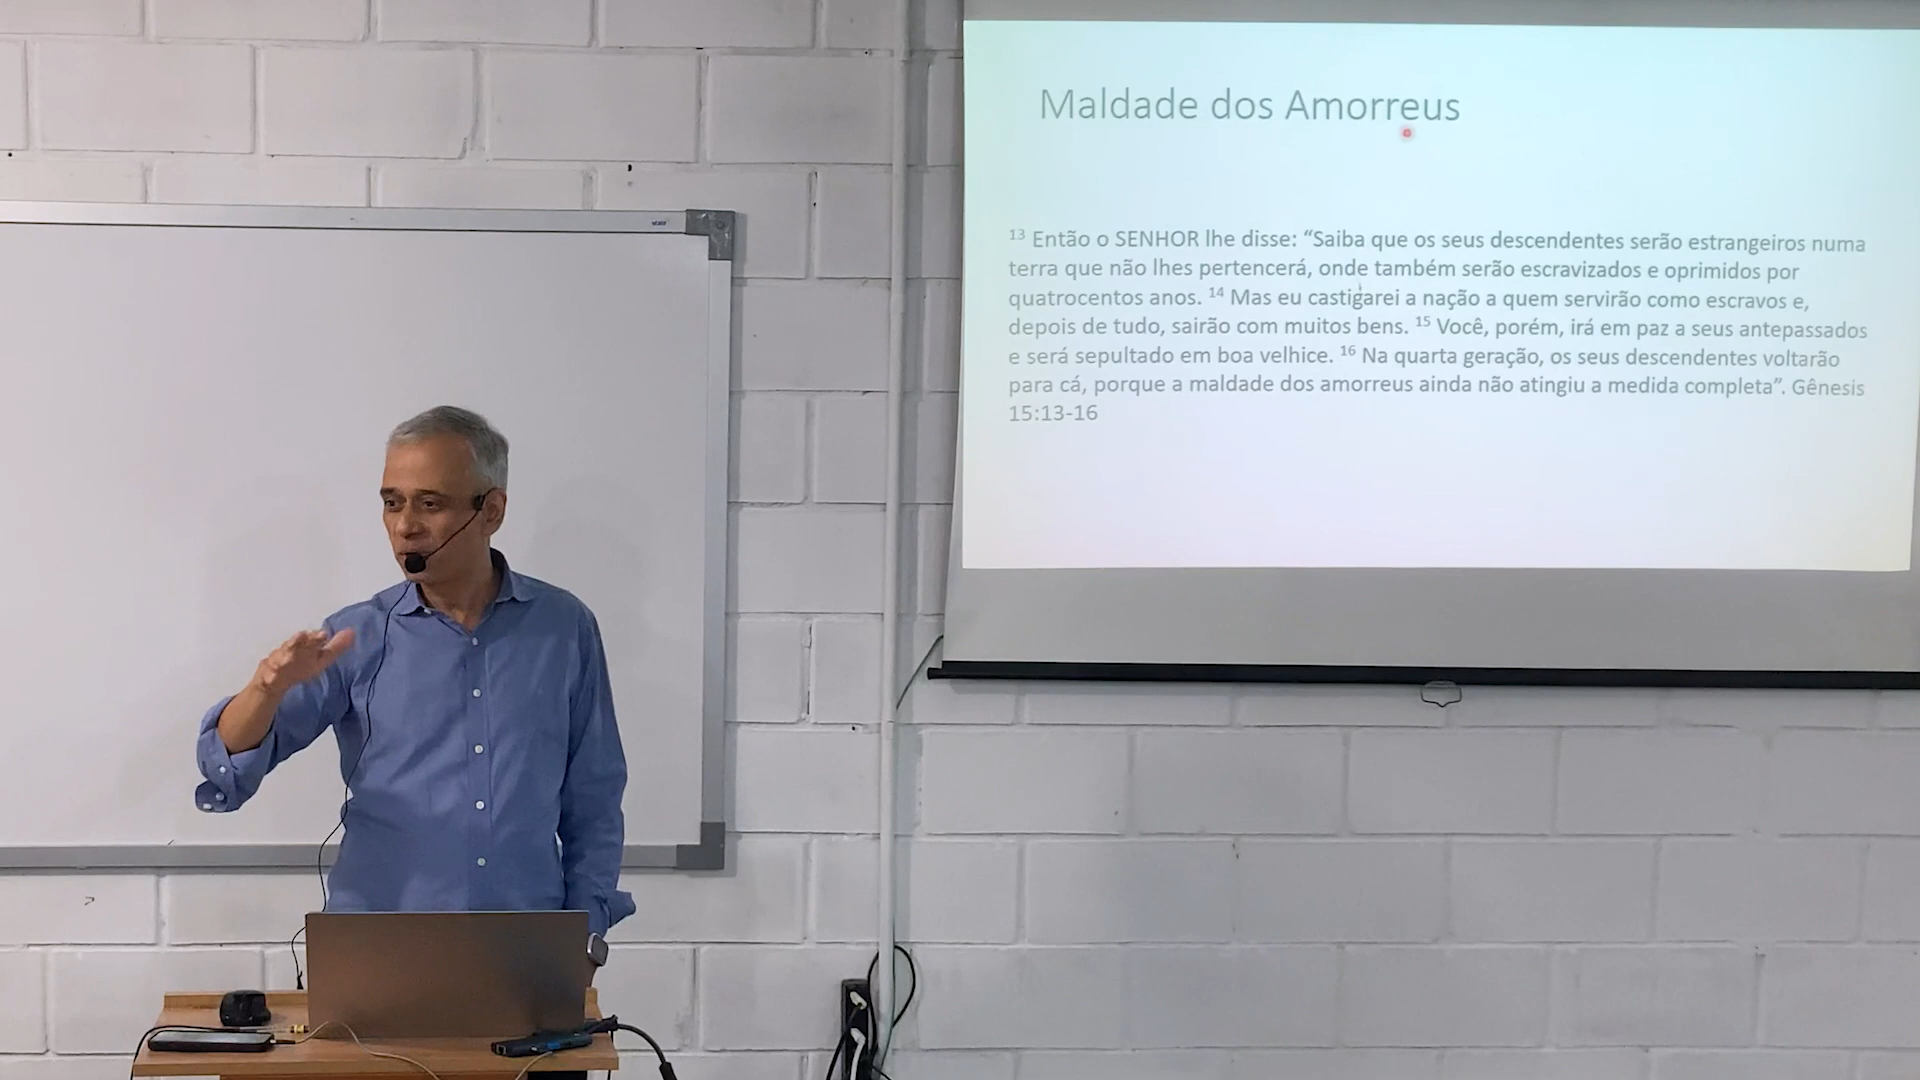 Maldade dos Amorreus
13 Então o SENHOR lhe disse: “Saiba que os seus descendentes serão estrangeiros numa
terra que não lhes pertencerá, onde também serão escravizados e oprimidos por
quatrocentos anos. 14 Mas eu castigarei a nação a quem servirão como escravos e,
depois de tudo, sairão com muitos bens. 15 Você, porém, irá em paz a seus antepassados
e será sepultado em boa velhice. 16 Na quarta geração, os seus descendentes voltarão
para cá, porque a maldade dos amorreus ainda não atingiu a medida completa”. Gênesis
15:13-16